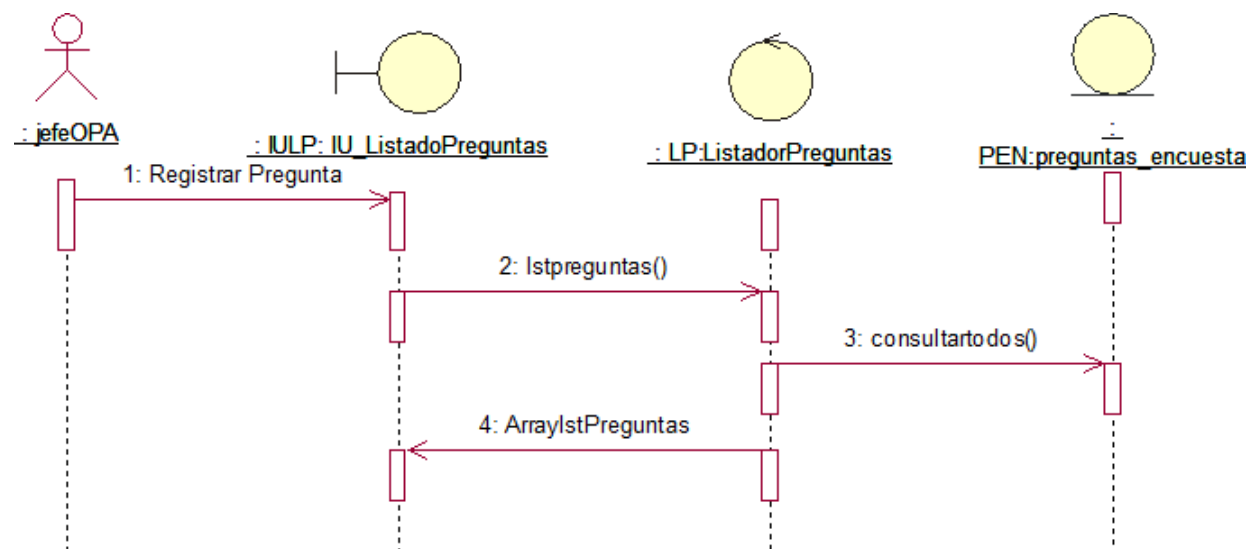 : jefeOPA
: IULP: IU_ListadoPreguntas
: LP:ListadorPreguntas
:
PEN:preguntas_encuesta
1: Registrar Pregunta
2: lstpreguntas()
3: consultartodos()
4: ArraylstPreguntas